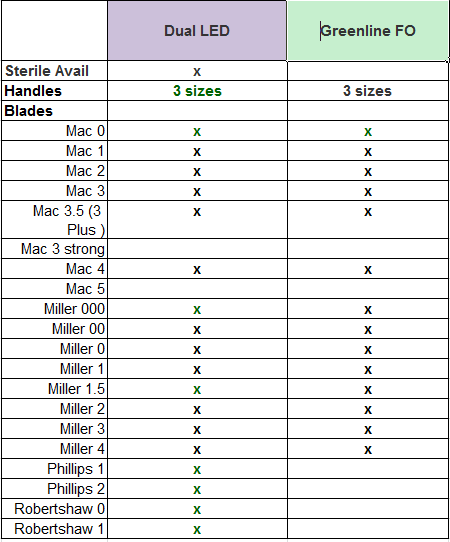 Dual LED Greenline FO
Sterile Avail x
Handles 3 sizes 3 sizes
Blades
Mac 0 x x
Mac 1 x x
Mac 2 x x
Mac 3 x x
Mac 3.5 (3 x x
Plus )
Mac 3 strong
Mac 4 x x
Mac 5
Miller 000 x x
Miller 00 x x
Miller 0 x x
Miller 1 x x
Miller 1.5 x x
Miller 2 x x
Miller 3 x x
Miller 4 x x
Phillips 1 x
Phillips 2 x
Robertshaw 0 x
Robertshaw 1 x